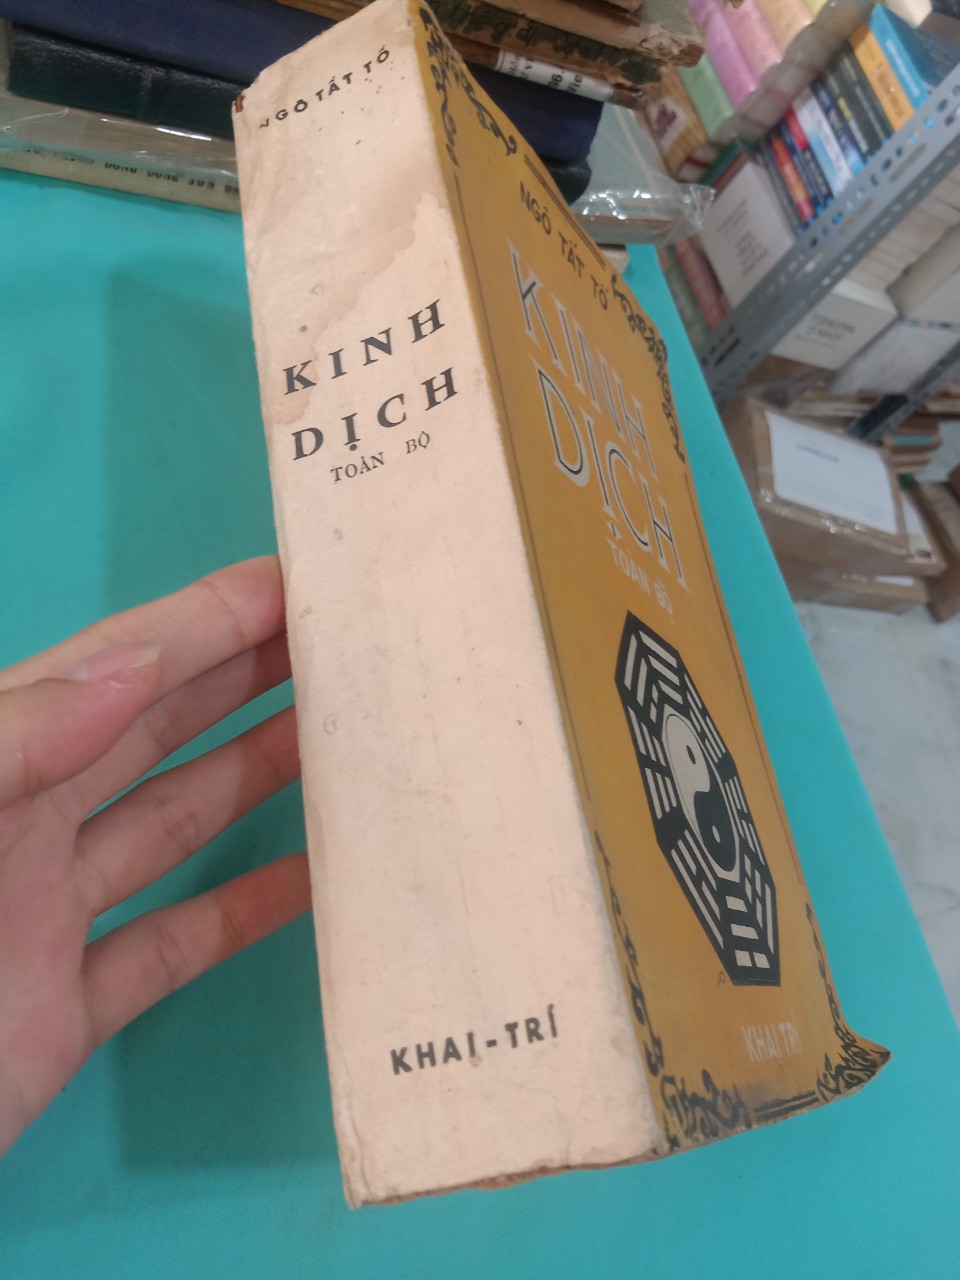 NGÔ TẤT TỐ
KINH
DỊCH
TOÀN BỘ
KHAI-TRÍ
NGÔ TẤT TỐ
KINH
DỊCH
TOÀN BỘ
KHAI TRÍ